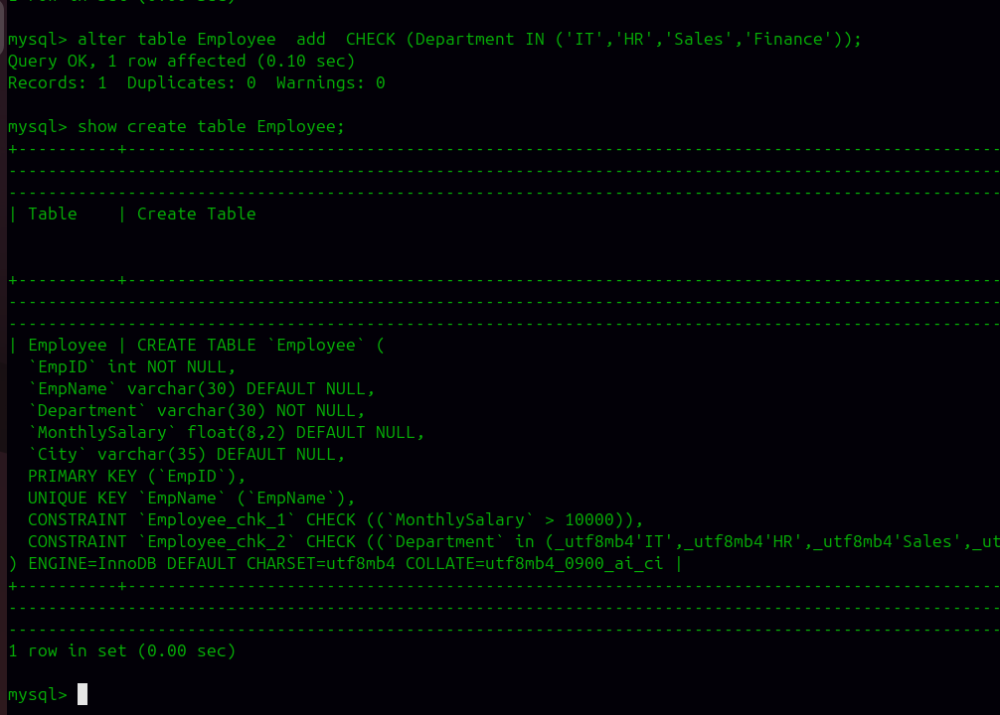 mysql> alter table Employee  add  CHECK (Department IN ('IT','HR','Sales','Finance'));
Query OK, 1 row affected (0.10 sec)
Records: 1  Duplicates: 0  Warnings: 0
mysql> show create table Employee;
+----------+----------------------------------------------------------------------------------------
----------------------------------------------------------------------------------------------------
----------------------------------------------------------------------------------------------------
| Table    | Create Table
+----------+----------------------------------------------------------------------------------------
----------------------------------------------------------------------------------------------------
----------------------------------------------------------------------------------------------------
| Employee | CREATE TABLE `Employee` (
  `EmpID` int NOT NULL,
  `EmpName` varchar(30) DEFAULT NULL,
  `Department` varchar(30) NOT NULL,
  `MonthlySalary` float(8,2) DEFAULT NULL,
  `City` varchar(35) DEFAULT NULL,
  PRIMARY KEY (`EmpID`),
  UNIQUE KEY `EmpName` (`EmpName`),
  CONSTRAINT `Employee_chk_1` CHECK ((`MonthlySalary` > 10000)),
  CONSTRAINT `Employee_chk_2` CHECK ((`Department` in (_utf8mb4'IT',_utf8mb4'HR',_utf8mb4'Sales',_ut
) ENGINE=InnoDB DEFAULT CHARSET=utf8mb4 COLLATE=utf8mb4_0900_ai_ci |
+----------+----------------------------------------------------------------------------------------
----------------------------------------------------------------------------------------------------
----------------------------------------------------------------------------------------------------
1 row in set (0.00 sec)
mysql>